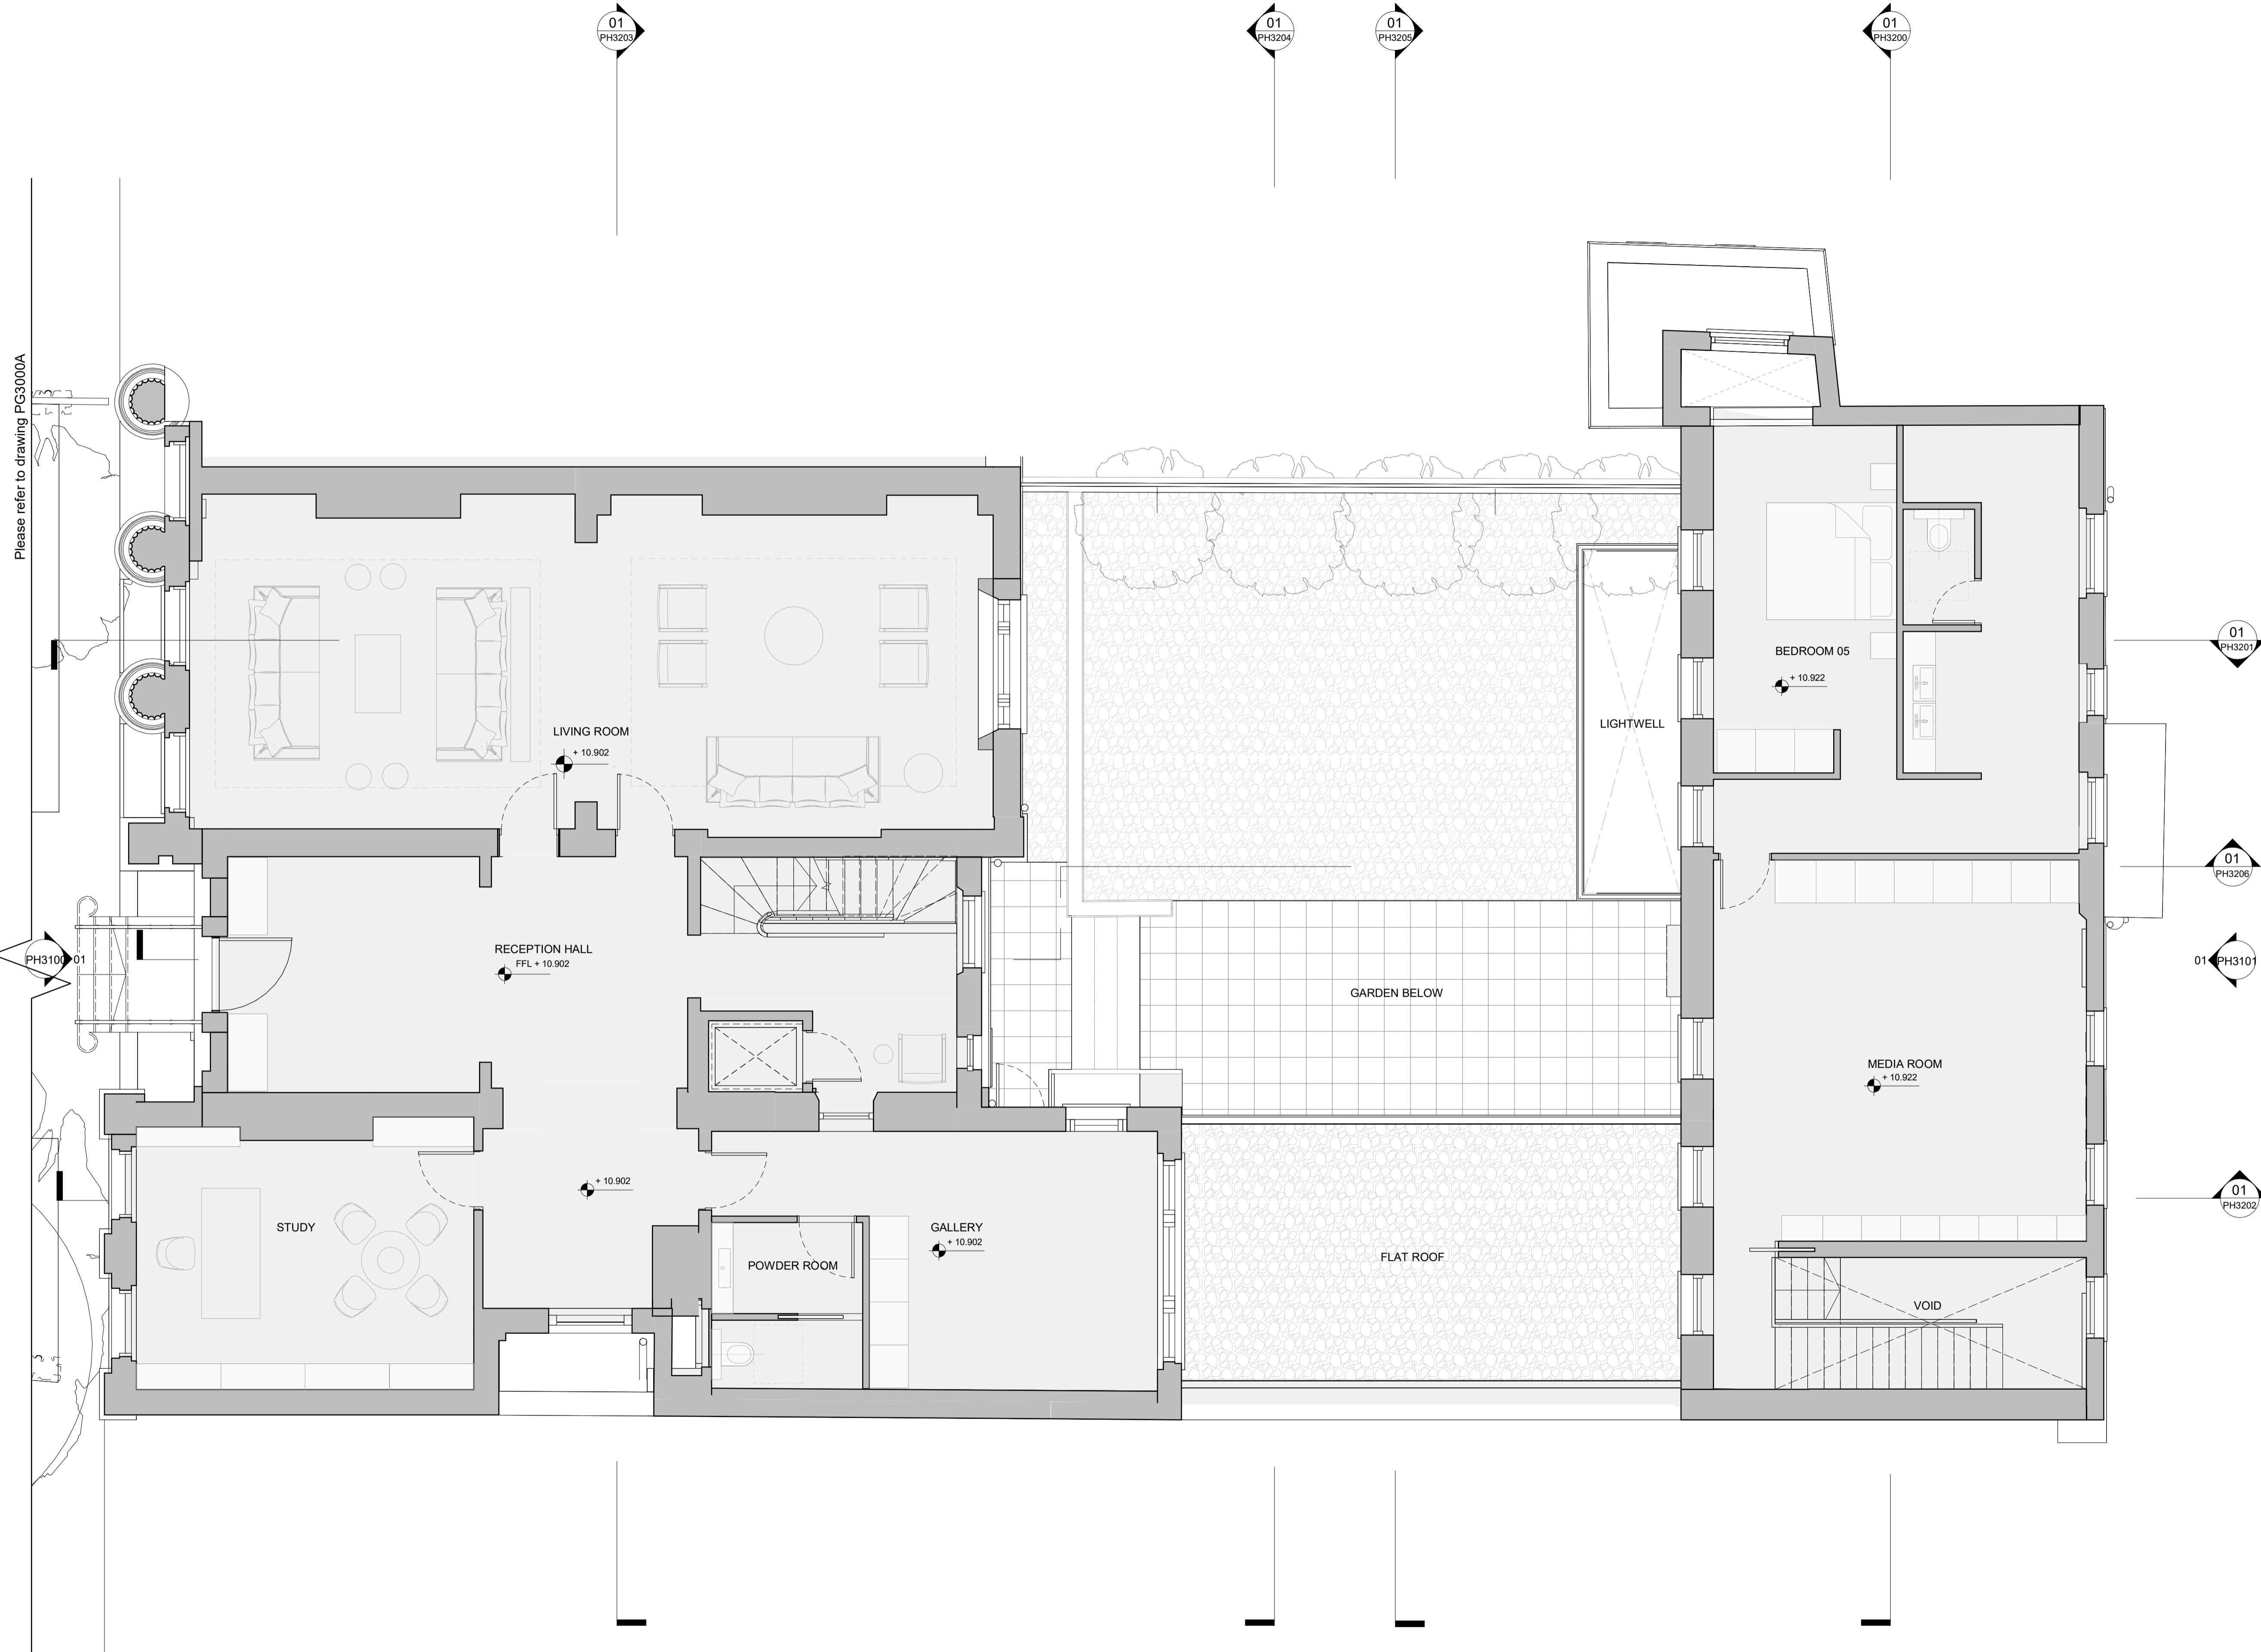 01
PH3203
01
PH3204
01
PH3205
01
PH3200
Please refer to drawing PG3000A
01
PH3201
BEDROOM 05
+ 10.922
LIVING ROOM
+ 10.902
LIGHTWELL
01
PH3206
RECEPTION HALL
FFL + 10.902
PH3100 01
01 PH3101
GARDEN BELOW
MEDIA ROOM
+ 10.922
+ 10.902
01
PH3202
STUDY
GALLERY
+ 10.902
POWDER ROOM
FLAT ROOF
VOID